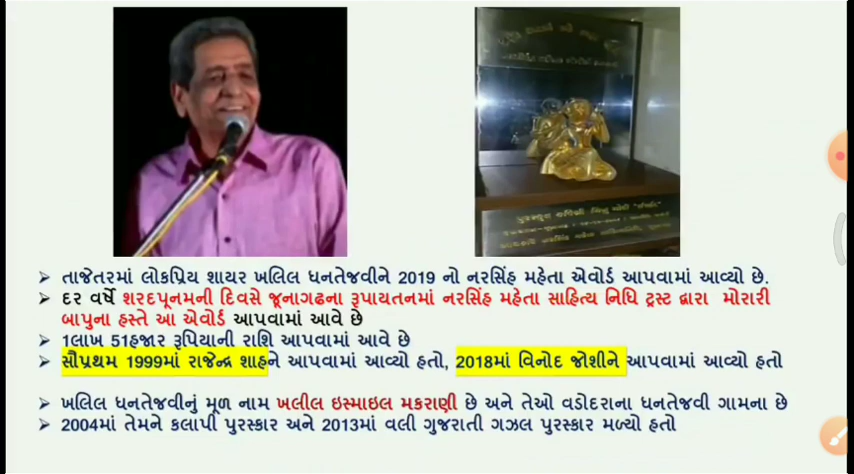 તાજેતરમાં લોકપ્રિય શાયર ખલિલ ધનતેજવીને 2019 નો નરસિંહ મહેતા એવોર્ડ આપવામાં આવ્યો છે.
દર વર્ષે શરદપૂનમની દિવસે જૂનાગઢના રૂપાયતનમાં નરસિંહ મહેતા સાહિત્ય નિધિ ટ્રસ્ટ દ્વારા મોરારી
બાપુના હસ્તે આ એવોર્ડ આપવામાં આવે છે
1લાખ 51હજાર રૂપિયાની રાશિ આપવામાં આવે છે
સૌપ્રથમ 1999માં રાજેન્દ્ર શાહને આપવામાં આવ્યો હતો, 2018માં વિનોદ જોશીને આપવામાં આવ્યો હતો
ખલિલ ધનતેજવીનું મૂળ નામ ખલીલ ઇસ્માઇલ મકરાણી છે અને તેઓ વડોદરાના ધનતેજવી ગામના છે
2004માં તેમને કલાપી પુરસ્કાર અને 2013માં વલી ગુજરાતી ગઝલ પુરસ્કાર મળ્યો હતો